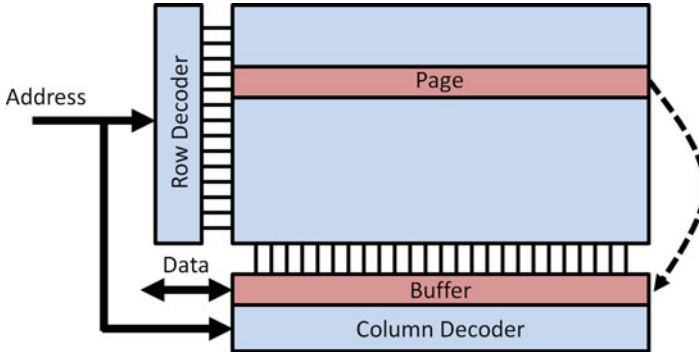 Page
Address
Row Decoder
Data
Buffer
Column Decoder